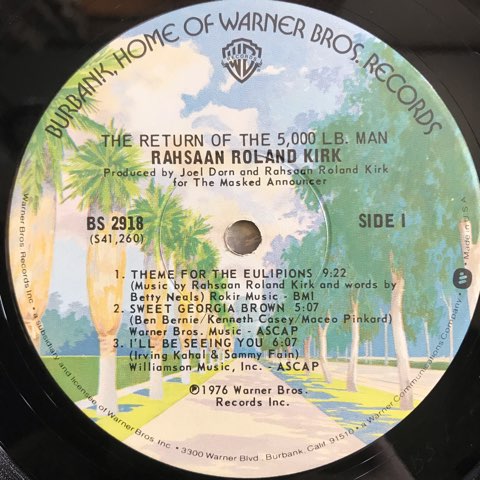 BURBANK, HOME OF WARNER BROS. RECORDS
THE RETURN OF THE 5,000 LB. MAN
RAHSAAN ROLAND KIRK
Produced by Joel Dorn and Rahsaan Roland Kirk
for The Masked Announcer
BS 2918
SIDE I
(S41,260)
1. THEME FOR THE EULIPIONS 9:22
(Music by Rahsaan Roland Kirk and words by
Betty Neals) Rokir Music - BMI
2. SWEET GEORGIA BROWN 5:07
(Ben Bernie/Kenneth Casey/Maceo Pinkard)
Warner Bros. Music - ASCAP
3. I'LL BE SEEING YOU 6:07
(Irving Kahal & Sammy Fain)
Williamson Music, Inc. - ASCAP
℗1976 Warner Bros.
Records Inc.
Warner Bros. Records Inc. • a subsidiary and licensee of Warner Bros. Inc • 3300 Warner Blvd., Burbank, Calif. 91510 • a Warner Communications Company • Made in U.S.A.